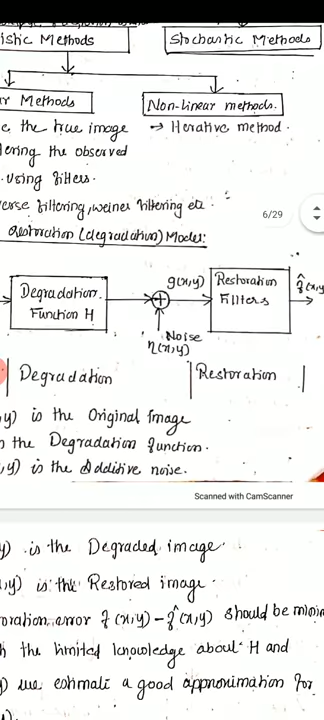 istic Methods
Stochastic Methods
ar Methods
Non-linear methods.
e, the true image → Iterative method.
tering the observed
using filters.
erse filtering, weiner filtering etc.
6/29
Restoration (degradation) Model:
g(x,y)
Degradation Function H
+
Restoration Filters
f̂(x,y
Noise
η(x,y)
Degradation
Restoration
,y) is the Original Image
the Degradation function.
,y) is the Additive noise.
Scanned with CamScanner
y) is the Degraded image
x,y) is the Restored image
oration error f(x,y) - f̂(x,y) should be minim
h the limited knowledge about H and
y) we estimate a good approximation for